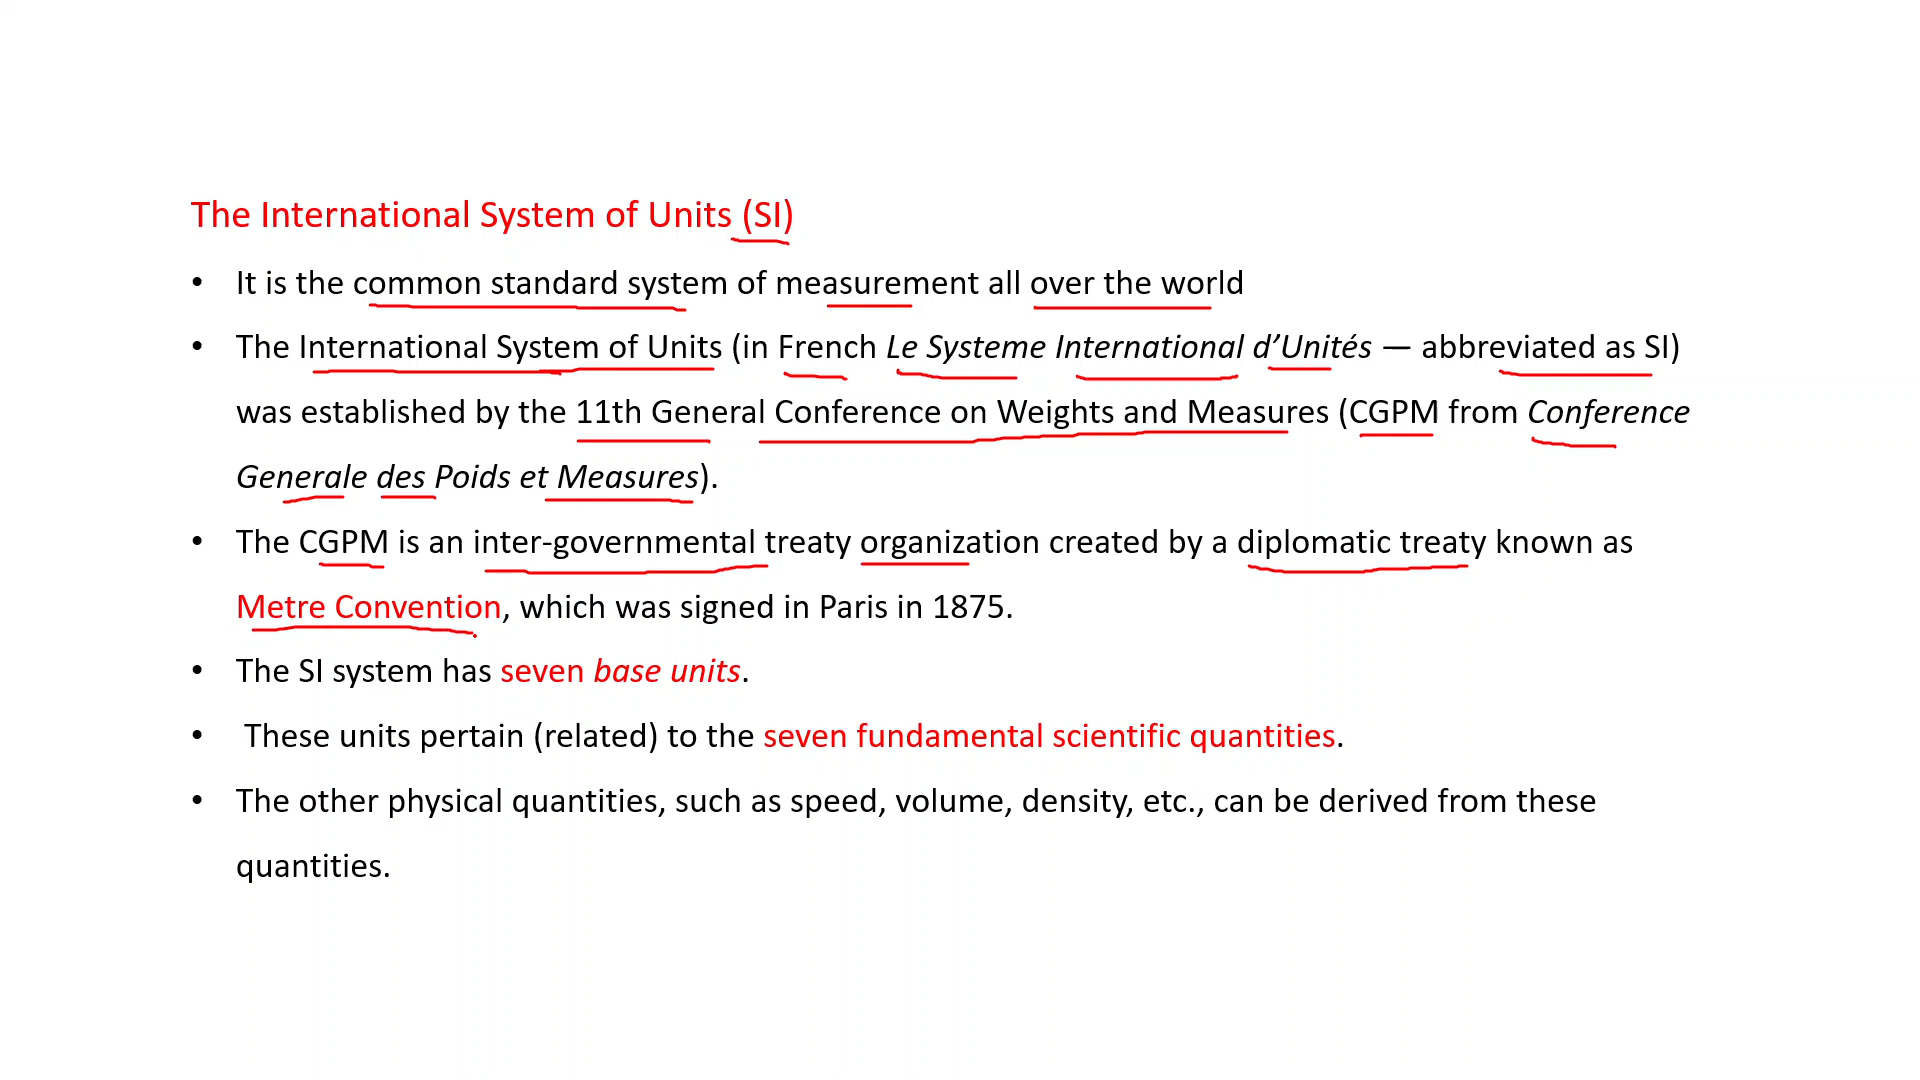 The International System of Units (SI)
• It is the common standard system of measurement all over the world
• The International System of Units (in French Le Systeme International d’Unités — abbreviated as SI)
was established by the 11th General Conference on Weights and Measures (CGPM from Conference
Generale des Poids et Measures).
• The CGPM is an inter-governmental treaty organization created by a diplomatic treaty known as
Metre Convention, which was signed in Paris in 1875.
• The SI system has seven base units.
• These units pertain (related) to the seven fundamental scientific quantities.
• The other physical quantities, such as speed, volume, density, etc., can be derived from these
quantities.